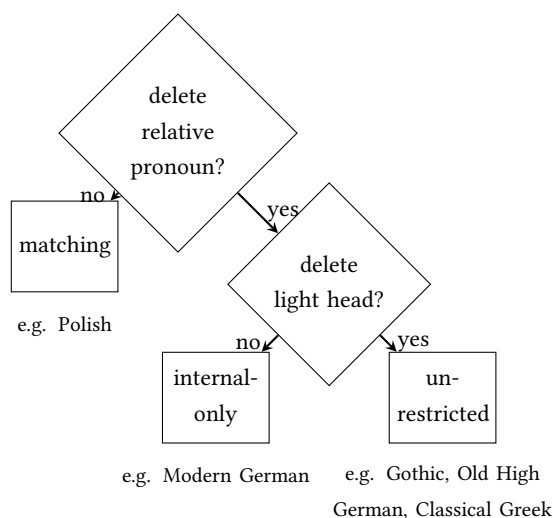 delete
relative
pronoun?
no
yes
matching
delete
light head?
e.g. Polish
no
yes
internal-
only
un-
restricted
e.g. Modern German
e.g. Gothic, Old High
German, Classical Greek